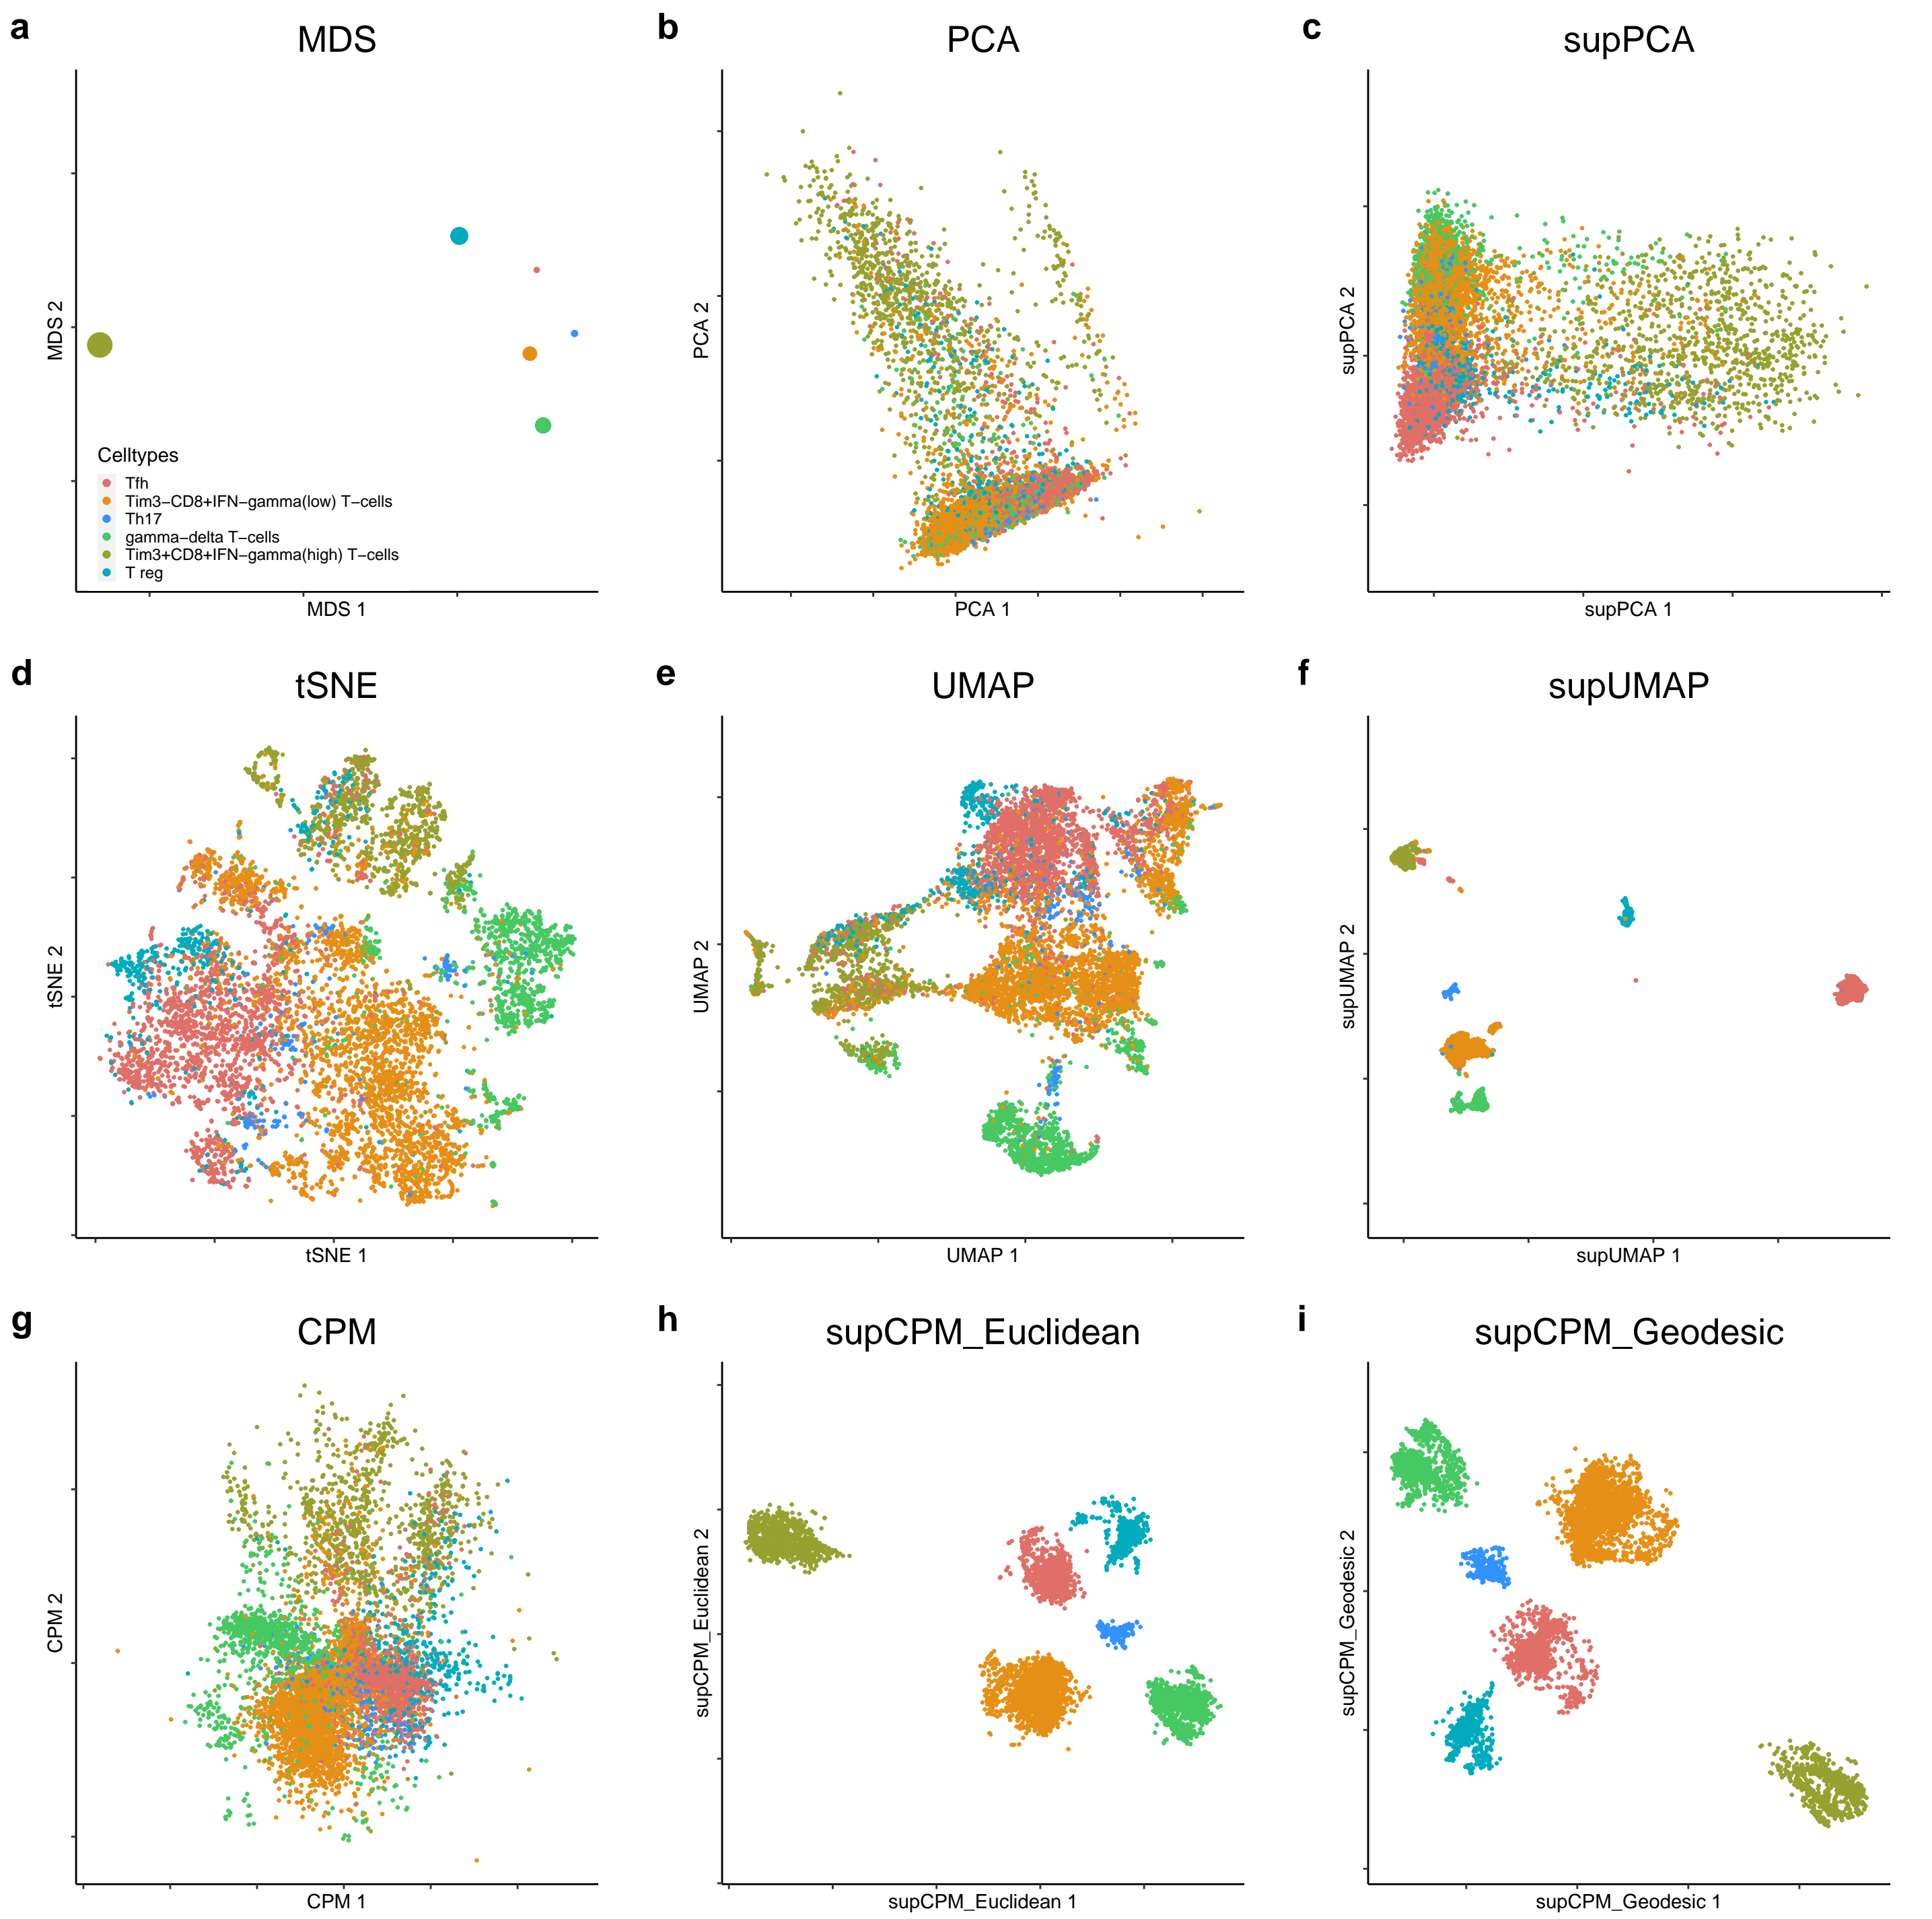 a
MDS
MDS 2
Celltypes
Tfh
Tim3−CD8+IFN−gamma(low) T−cells
Th17
gamma−delta T−cells
Tim3+CD8+IFN−gamma(high) T−cells
T reg
MDS 1
b
PCA
PCA 2
PCA 1
c
supPCA
supPCA 2
supPCA 1
d
tSNE
tSNE 2
tSNE 1
e
UMAP
UMAP 2
UMAP 1
f
supUMAP
supUMAP 2
supUMAP 1
g
CPM
CPM 2
CPM 1
h
supCPM_Euclidean
supCPM_Euclidean 2
supCPM_Euclidean 1
i
supCPM_Geodesic
supCPM_Geodesic 2
supCPM_Geodesic 1